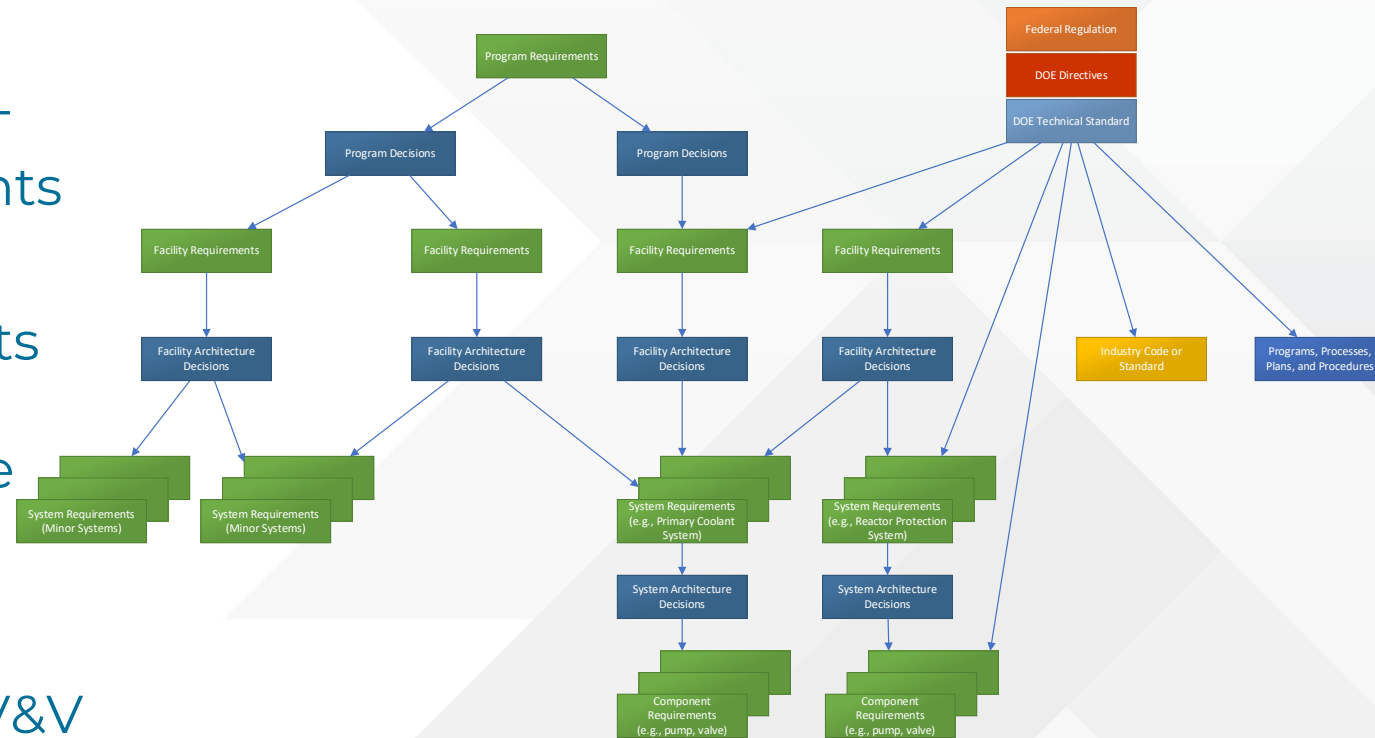 Federal Regulation
Program Requirements
DOE Directives
DOE Technical Standard
nts
Program Decisions
Program Decisions
Facility Requirements
Facility Requirements
Facility Requirements
Facility Requirements
ts
Facility Architecture
Decisions
Facility Architecture
Decisions
Facility Architecture
Decisions
Facility Architecture
Decisions
Industry Code or
Standard
Programs, Processes,
Plans, and Procedures
e
System Requirements
(Minor Systems)
System Requirements
(Minor Systems)
System Requirements
(e.g., Primary Coolant
System)
System Requirements
(e.g., Reactor Protection
System)
System Architecture
Decisions
System Architecture
Decisions
V&V
Component
Requirements
(e.g., pump, valve)
Component
Requirements
(e.g., pump, valve)